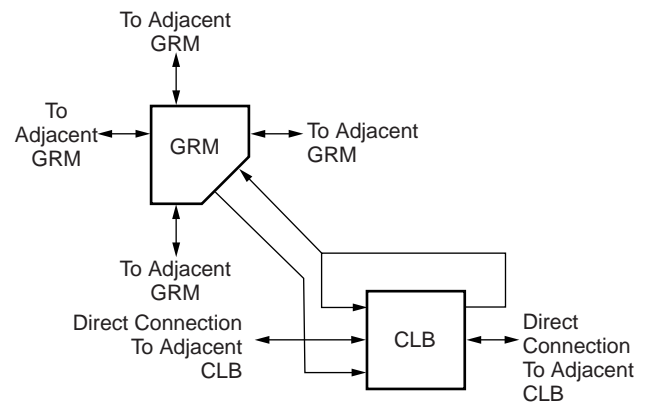 To Adjacent
GRM
To
Adjacent
GRM
GRM
To Adjacent
GRM
To Adjacent
GRM
Direct Connection
To Adjacent
CLB
CLB
Direct
Connection
To Adjacent
CLB